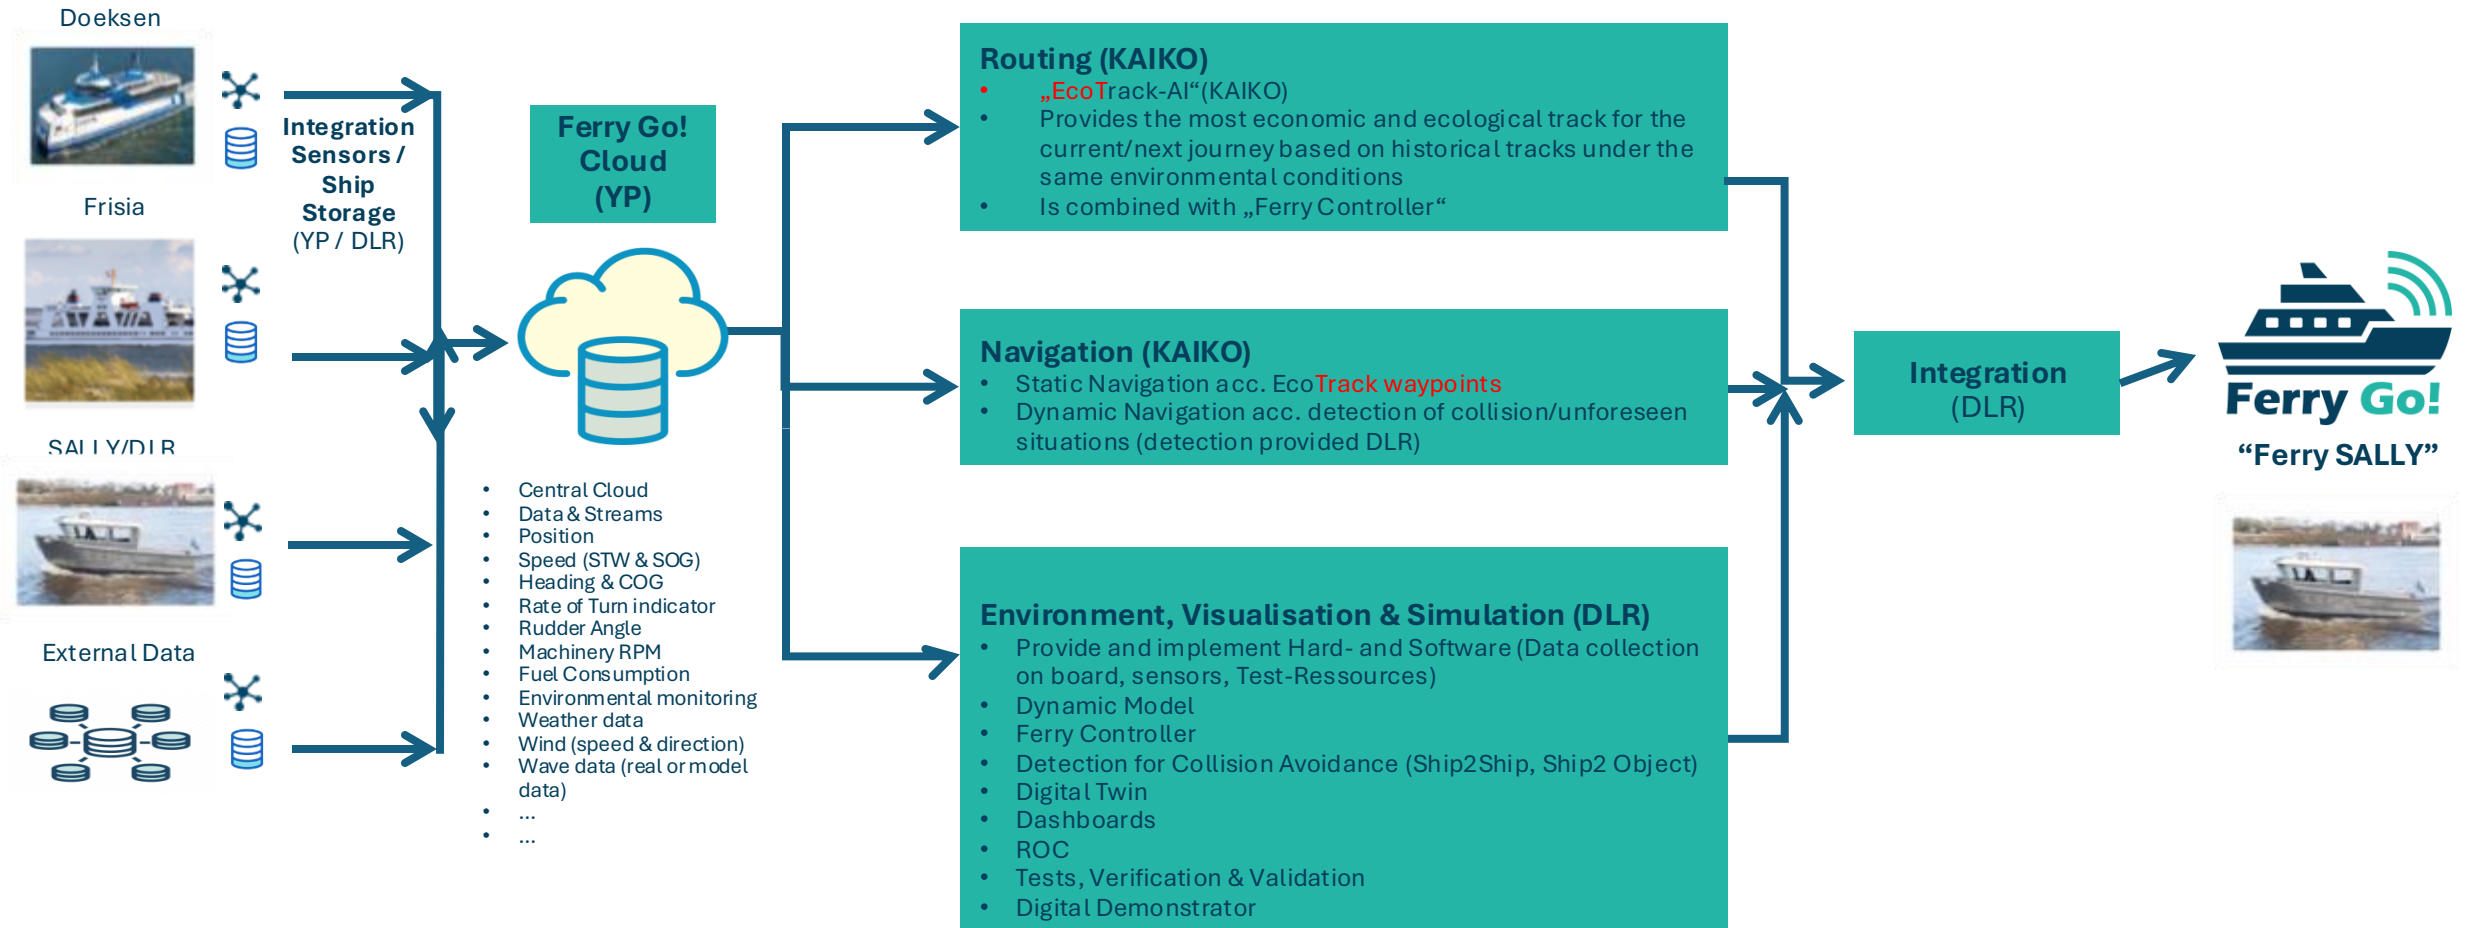 Doeksen
Integration
Sensors /
Ship
Storage
(YP / DLR)
Frisia
SALLY/DLR
External Data
Ferry Go!
Cloud
(YP)
• Central Cloud
• Data & Streams
• Position
• Speed (STW & SOG)
• Heading & COG
• Rate of Turn indicator
• Rudder Angle
• Machinery RPM
• Fuel Consumption
• Environmental monitoring
• Weather data
• Wind (speed & direction)
• Wave data (real or model
data)
• ...
• ...
Routing (KAIKO)
• „EcoTrack-AI“(KAIKO)
• Provides the most economic and ecological track for the
current/next journey based on historical tracks under the
same environmental conditions
• Is combined with „Ferry Controller“
Navigation (KAIKO)
• Static Navigation acc. EcoTrack waypoints
• Dynamic Navigation acc. detection of collision/unforeseen
situations (detection provided DLR)
Environment, Visualisation & Simulation (DLR)
• Provide and implement Hard- and Software (Data collection
on board, sensors, Test-Ressources)
• Dynamic Model
• Ferry Controller
• Detection for Collision Avoidance (Ship2Ship, Ship2 Object)
• Digital Twin
• Dashboards
• ROC
• Tests, Verification & Validation
• Digital Demonstrator
Integration
(DLR)
Ferry Go!
“Ferry SALLY”